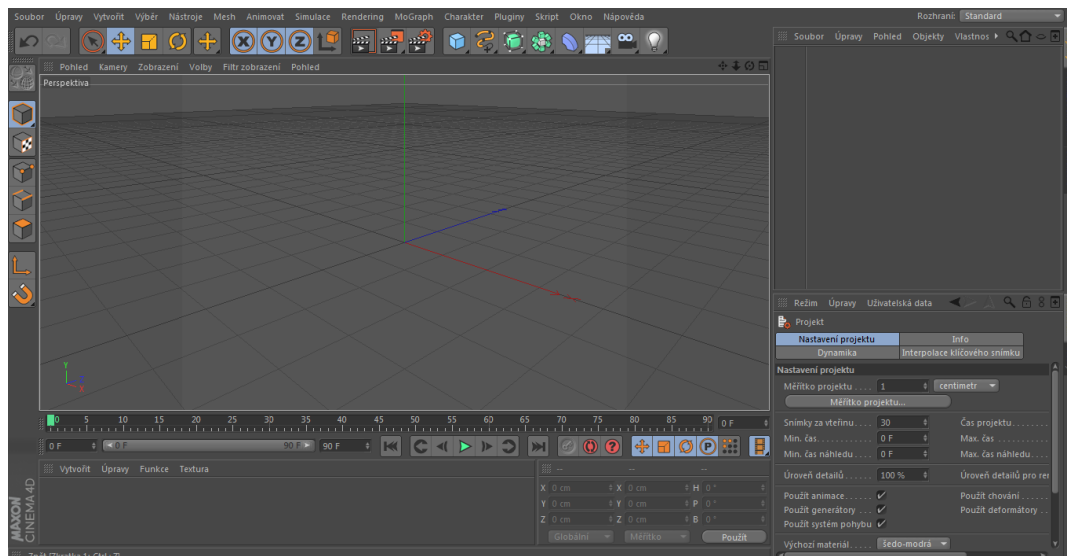 Soubor Úpravy Vytvořit Výběr Nástroje Mesh Animovat Simulace Rendering MoGraph Charakter Pluginy Skript Okno Nápověda
Rozhraní: Standard
Soubor Úpravy Pohled Objekty Vlastnos
Pohled Kamery Zobrazení Volby Filtr zobrazení Pohled
Perspektiva
Y
Z
X
Režim Úpravy Uživatelská data
Projekt
Nastavení projektu Info
Dynamika Interpolace klíčového snímku
Nastavení projektu
Měřítko projektu 1 centimetr
Měřítko projektu...
Snímky za vteřinu 30 Čas projektu
Min. čas 0 F Max. čas
Min. čas náhledu 0 F Max. čas náhledu
Úroveň detailů 100 % Úroveň detailů pro rer
Použít animace Použít chování
Použít generátory Použít deformátory
Použít systém pohybu
Výchozí materiál šedo-modrá
0 5 10 15 20 25 30 35 40 45 50 55 60 65 70 75 80 85 90 0 F
0 F 0 F 90 F 90 F
Vytvořit Úpravy Funkce Textura
-- -- --
X 0 cm X 0 cm H 0 °
Y 0 cm Y 0 cm P 0 °
Z 0 cm Z 0 cm B 0 °
Globální Měřítko Použít
MAXON
CINEMA 4D